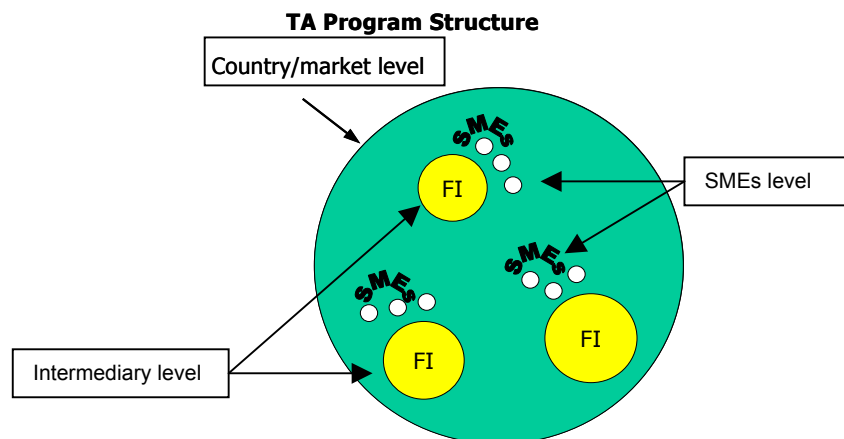 TA Program Structure
Country/market level
SMEs
FI
SMEs level
SMEs
SMEs
FI
FI
Intermediary level